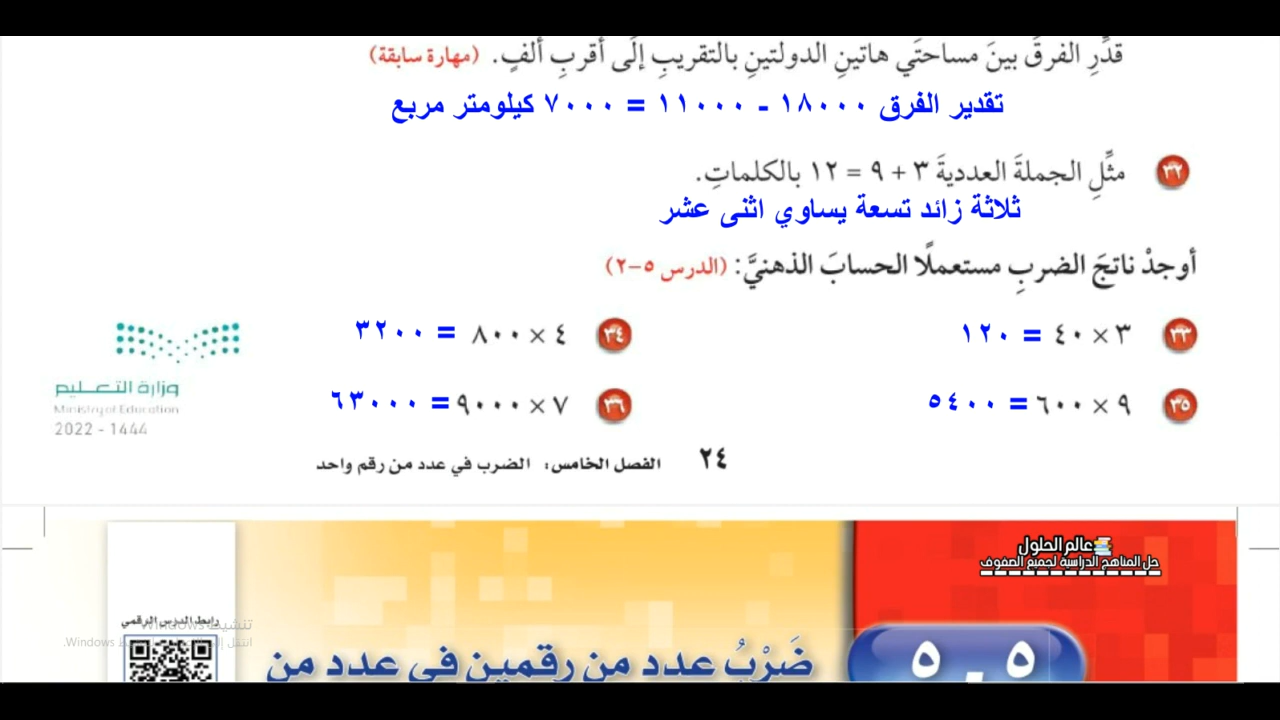 قدِّرِ الفرقَ بينَ مساحتَي هاتينِ الدولتينِ بالتقريبِ إلَى أقربِ ألفٍ. (مهارة سابقة)
تقدير الفرق ١٨٠٠٠ - ١١٠٠٠ = ٧٠٠٠ كيلومتر مربع
٣٢ مثِّلِ الجملةَ العدديةَ ٣ + ٩ = ١٢ بالكلماتِ.
ثلاثة زائد تسعة يساوي اثنى عشر
أوجدْ ناتجَ الضربِ مستعملًا الحسابَ الذهنيَّ: (الدرس ٥-٢)
٣٣ ٣ × ٤٠ = ١٢٠
٣٤ ٤ × ٨٠٠ = ٣٢٠٠
٣٥ ٩ × ٦٠٠ = ٥٤٠٠
٣٦ ٧ × ٩٠٠٠ = ٦٣٠٠٠
وزارة التعليم
Ministry of Education
2022 - 1444
٢٤ الفصل الخامس: الضرب في عدد من رقم واحد
عالم الحلول
حل المناهج الدراسية لجميع الصفوف
رابط الدرس الرقمي
تنشيط Windows
Windows.
٥ - ٥ ضَرْبُ عدد من رقمين في عدد من